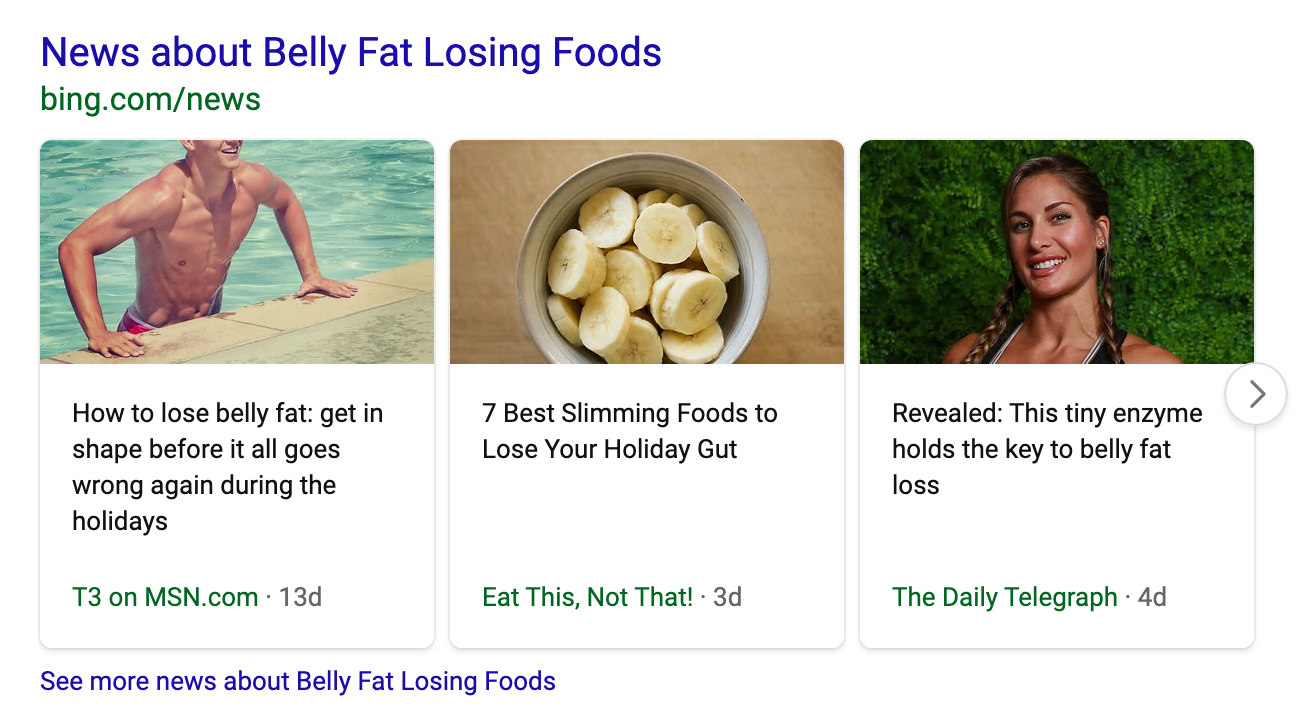 News about Belly Fat Losing Foods
bing.com/news
How to lose belly fat: get in
shape before it all goes
wrong again during the
holidays
T3 on MSN.com · 13d
7 Best Slimming Foods to
Lose Your Holiday Gut
Eat This, Not That! · 3d
Revealed: This tiny enzyme
holds the key to belly fat
loss
The Daily Telegraph · 4d
See more news about Belly Fat Losing Foods